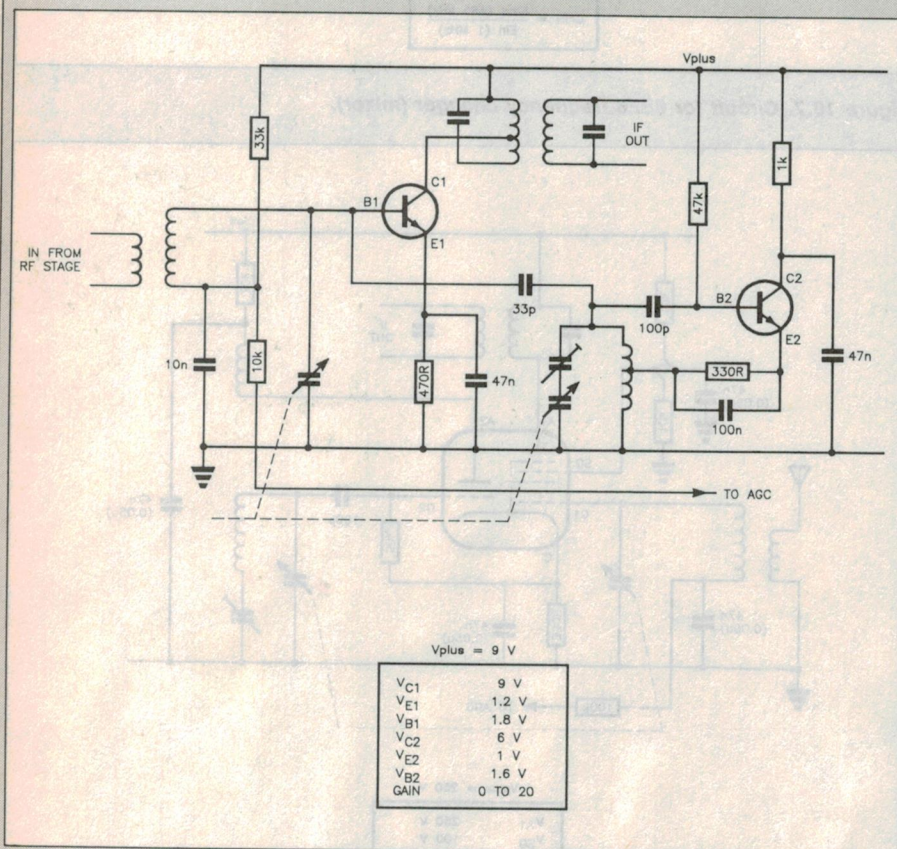 Vplus
33k
IF
OUT
1k
C1
B1
47k
E1
IN FROM
RF STAGE
C2
33p
B2
100p
E2
10n
10k
470R
47n
330R
47n
100n
TO AGC
Vplus = 9 V
VC1 9 V
VE1 1.2 V
VB1 1.8 V
VC2 6 V
VE2 1 V
VB2 1.6 V
GAIN 0 TO 20